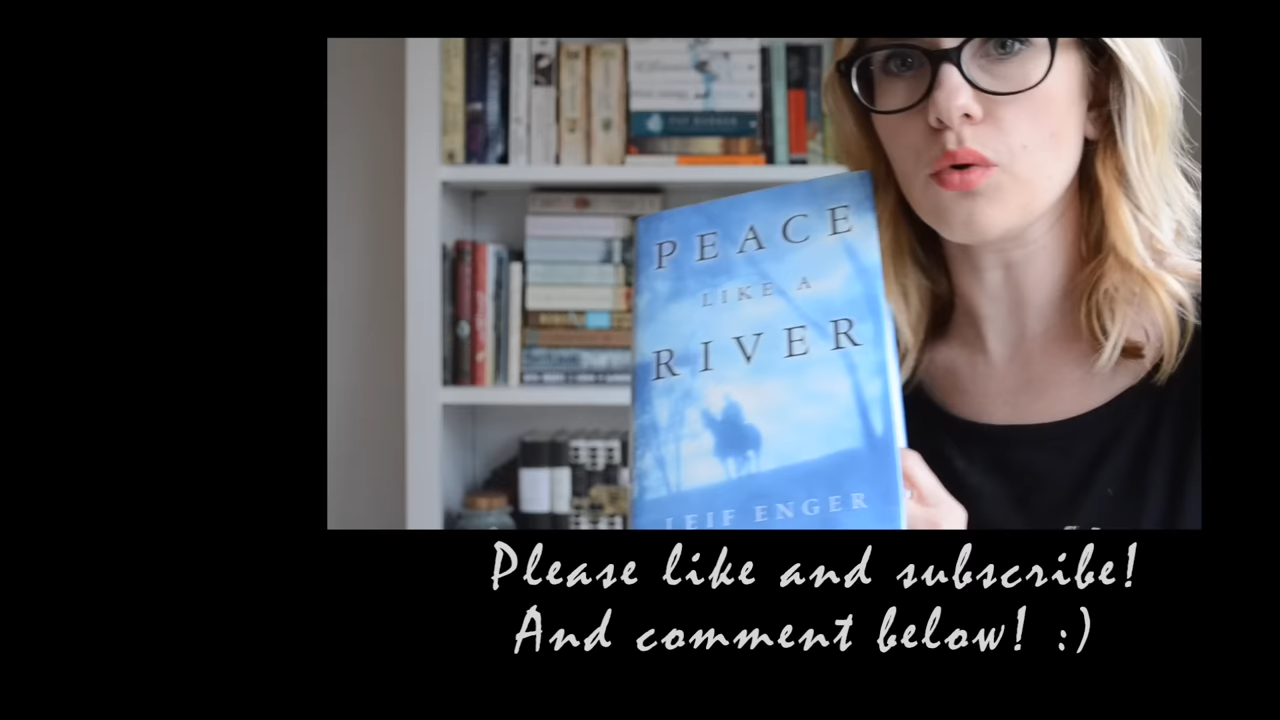 PEACE
LIKE A
RIVER
LEIF ENGER
Please like and subscribe!
And comment below! :)